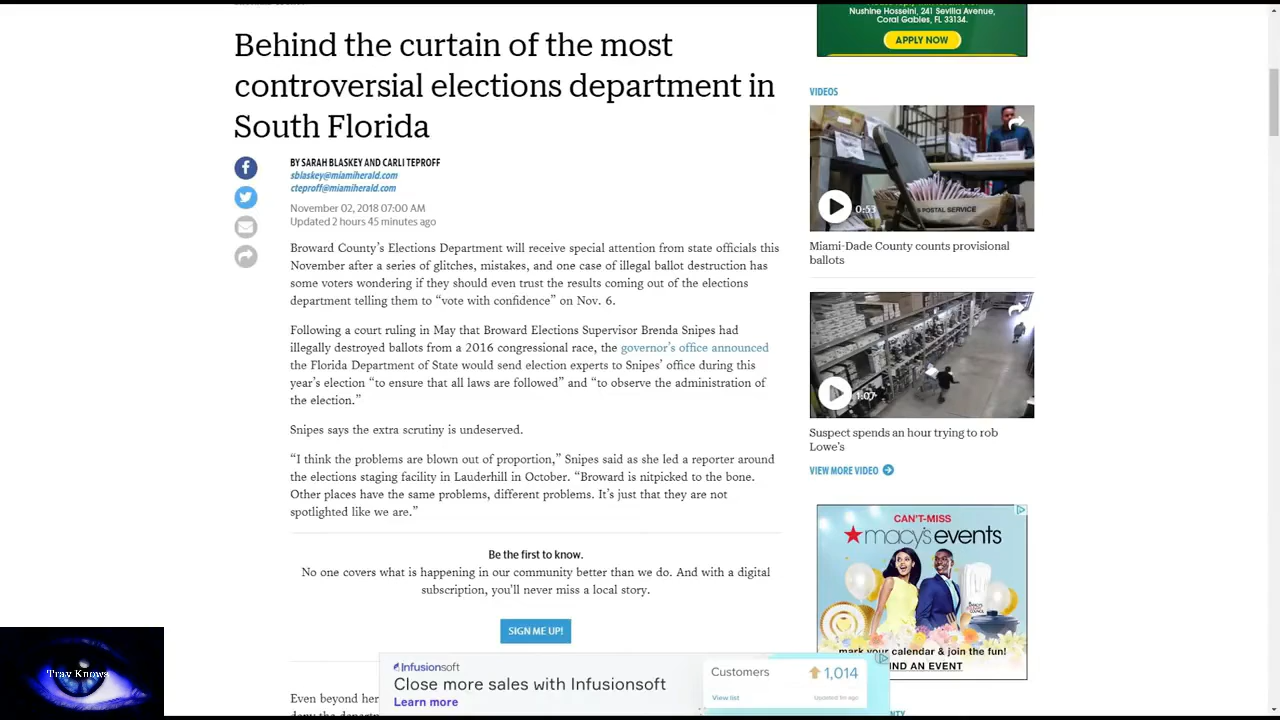 Nushine Hosseini, 241 Sevilla Avenue,
Coral Gables, FL 33134.
APPLY NOW
Behind the curtain of the most
controversial elections department in
South Florida
BY SARAH BLASKEY AND CARLI TEPROFF
sblaskey@miamiherald.com
cteproff@miamiherald.com
November 02, 2018 07:00 AM
Updated 2 hours 45 minutes ago
Broward County's Elections Department will receive special attention from state officials this
November after a series of glitches, mistakes, and one case of illegal ballot destruction has
some voters wondering if they should even trust the results coming out of the elections
department telling them to “vote with confidence” on Nov. 6.
Following a court ruling in May that Broward Elections Supervisor Brenda Snipes had
illegally destroyed ballots from a 2016 congressional race, the governor's office announced
the Florida Department of State would send election experts to Snipes’ office during this
year's election “to ensure that all laws are followed” and “to observe the administration of
the election.”
Snipes says the extra scrutiny is undeserved.
“I think the problems are blown out of proportion,” Snipes said as she led a reporter around
the elections staging facility in Lauderhill in October. “Broward is nitpicked to the bone.
Other places have the same problems, different problems. It's just that they are not
spotlighted like we are.”
Be the first to know.
No one covers what is happening in our community better than we do. And with a digital
subscription, you'll never miss a local story.
SIGN ME UP!
Even beyond her
VIDEOS
POSTAL SERVICE
0:53
Miami-Dade County counts provisional
ballots
1:07
Suspect spends an hour trying to rob
Lowe's
VIEW MORE VIDEO
CAN'T-MISS
macy's events
mark your calendar & join the fun!
FIND AN EVENT
Infusionsoft
Close more sales with Infusionsoft
Learn more
Customers
1,014
View list
Updated 1m ago
Trav Knows